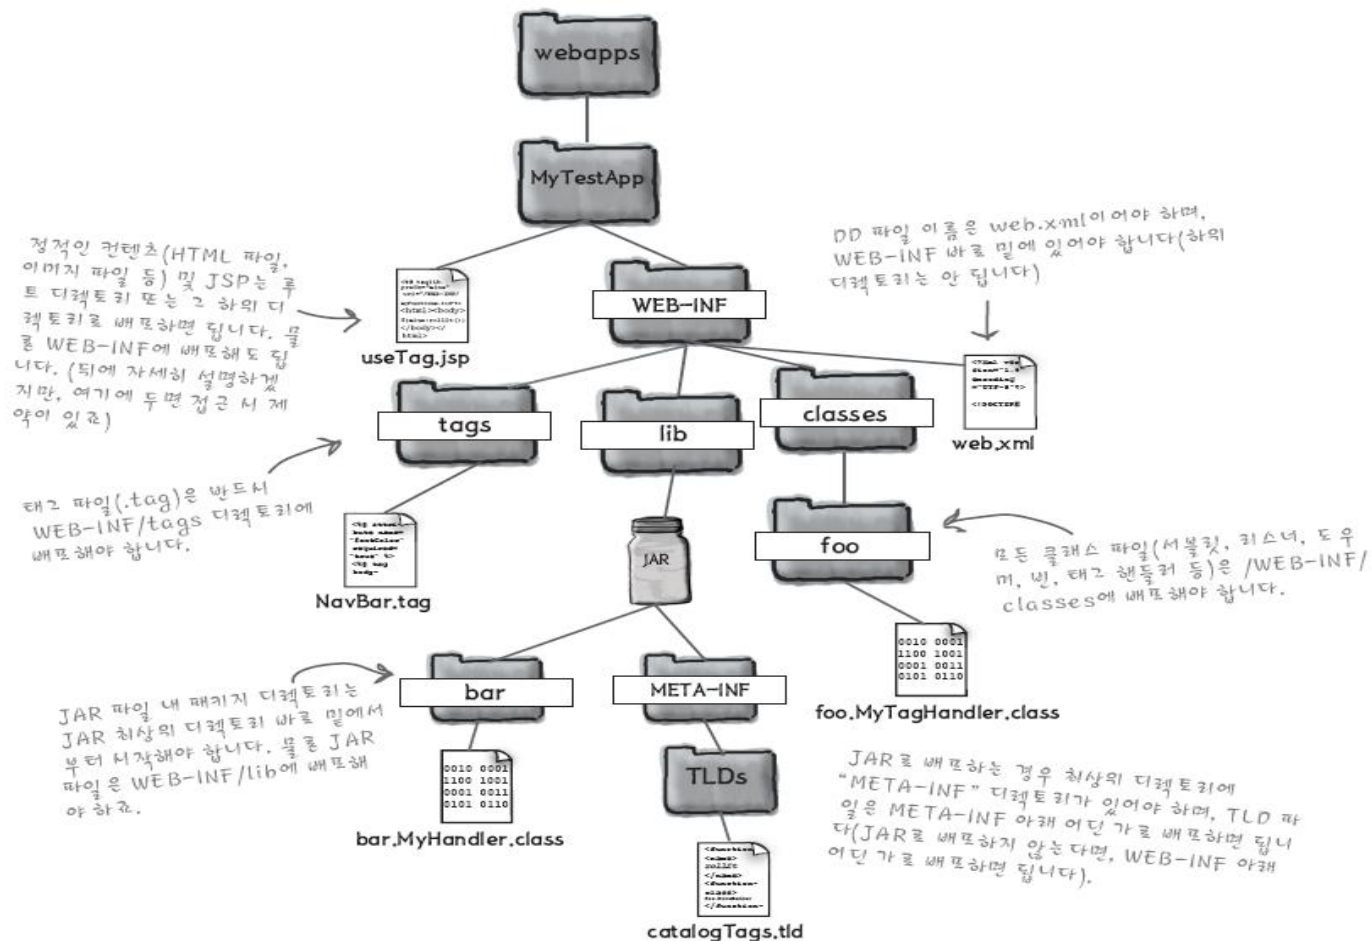 webapps
MyTestApp
정적인 컨텐츠(HTML 파일,
이미지 파일 등) 및 JSP는 루
트 디렉토리 또는 그 하위 디
렉토리로 배포하면 됩니다. 물
론 WEB-INF에 배포해도 됩
니다. (뒤에 자세히 설명하겠
지만, 여기에 두면 접근 시 제
약이 있죠)
useTag.jsp
WEB-INF
DD 파일 이름은 web.xml이어야 하며,
WEB-INF 바로 밑에 있어야 합니다(하위
디렉토리는 안 됩니다)
web.xml
tags
lib
classes
태그 파일(.tag)은 반드시
WEB-INF/tags 디렉토리에
배포해야 합니다.
NavBar.tag
JAR
foo
모든 클래스 파일(서블릿, 리스너, 도우
미, 빈, 태그 핸들러 등)은 /WEB-INF/
classes에 배포해야 합니다.
0010 0001
1100 1001
0001 0011
0101 0110
foo.MyTagHandler.class
JAR 파일 내 패키지 디렉토리는
JAR 최상위 디렉토리 바로 밑에서
부터 시작해야 합니다. 물론 JAR
파일은 WEB-INF/lib에 배포해
야 하죠.
bar
META-INF
0010 0001
1100 1001
0001 0011
0101 0110
bar.MyHandler.class
TLDs
catalogTags.tld
JAR로 배포하는 경우 최상위 디렉토리에
"META-INF" 디렉토리가 있어야 하며, TLD 파
일은 META-INF 아래 어딘 가로 배포하면 됩니
다(JAR로 배포하지 않는다면, WEB-INF 아래
어딘 가로 배포하면 됩니다).